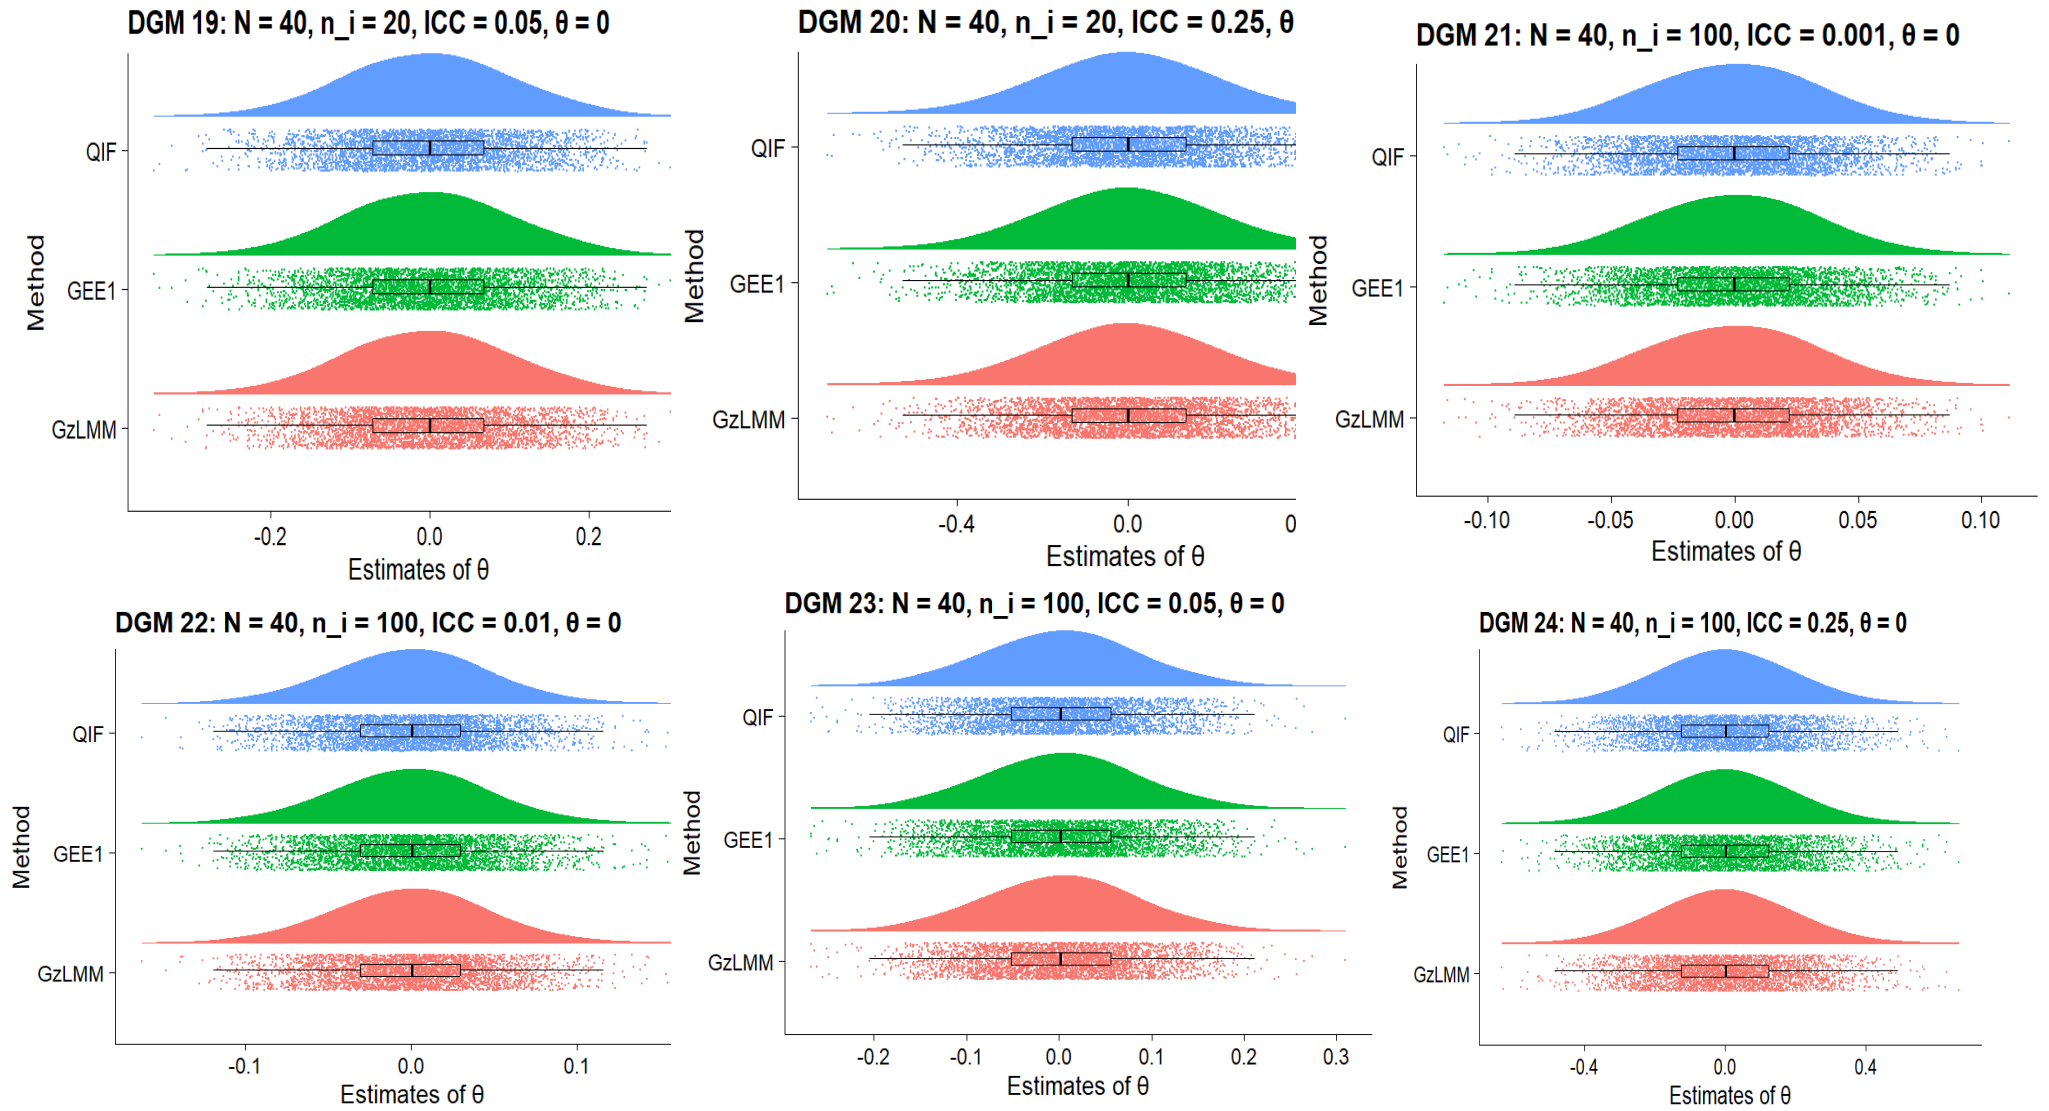 DGM 19: N = 40, n_i = 20, ICC = 0.05, θ = 0
QIF
GEE1
GzLMM
Method
-0.2 0.0 0.2
Estimates of θ
DGM 20: N = 40, n_i = 20, ICC = 0.25, θ
QIF
GEE1
GzLMM
Method
-0.4 0.0 0
Estimates of θ
DGM 21: N = 40, n_i = 100, ICC = 0.001, θ = 0
QIF
GEE1
GzLMM
Method
-0.10 -0.05 0.00 0.05 0.10
Estimates of θ
DGM 22: N = 40, n_i = 100, ICC = 0.01, θ = 0
QIF
GEE1
GzLMM
Method
-0.1 0.0 0.1
Estimates of θ
DGM 23: N = 40, n_i = 100, ICC = 0.05, θ = 0
QIF
GEE1
GzLMM
Method
-0.2 -0.1 0.0 0.1 0.2 0.3
Estimates of θ
DGM 24: N = 40, n_i = 100, ICC = 0.25, θ = 0
QIF
GEE1
GzLMM
Method
-0.4 0.0 0.4
Estimates of θ